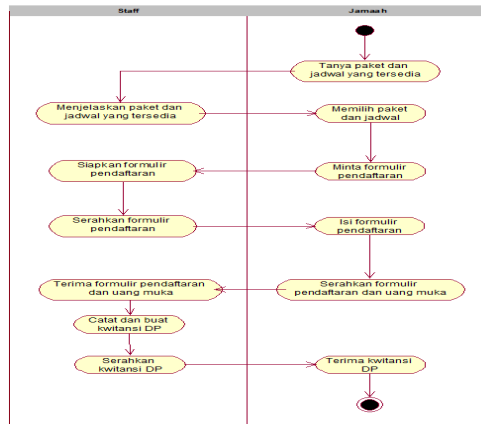 Staff
Jamaah
Tanya paket dan
jadwal yang tersedia
Menjelaskan paket dan
jadwal yang tersedia
Memilih paket
dan jadwal
Siapkan formulir
pendaftaran
Minta formulir
pendaftaran
Serahkan formulir
pendaftaran
Isi formulir
pendaftaran
Terima formulir pendaftaran
dan uang muka
Serahkan formulir
pendaftaran dan uang muka
Catat dan buat
kwitansi DP
Serahkan
kwitansi DP
Terima kwitansi
DP